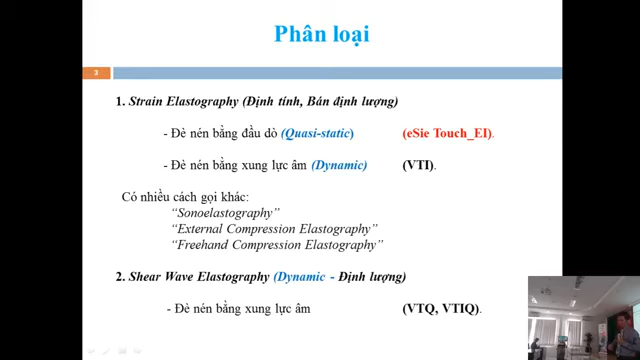 Phân loại
3
1. Strain Elastography (Định tính, Bán định lượng)
- Đè nén bằng đầu dò (Quasi-static) (eSie Touch_EI).
- Đè nén bằng xung lực âm (Dynamic) (VTI).
Có nhiều cách gọi khác:
“Sonoelastography”
“External Compression Elastography”
“Freehand Compression Elastography”
2. Shear Wave Elastography (Dynamic - Định lượng)
- Đè nén bằng xung lực âm (VTQ, VTIQ).